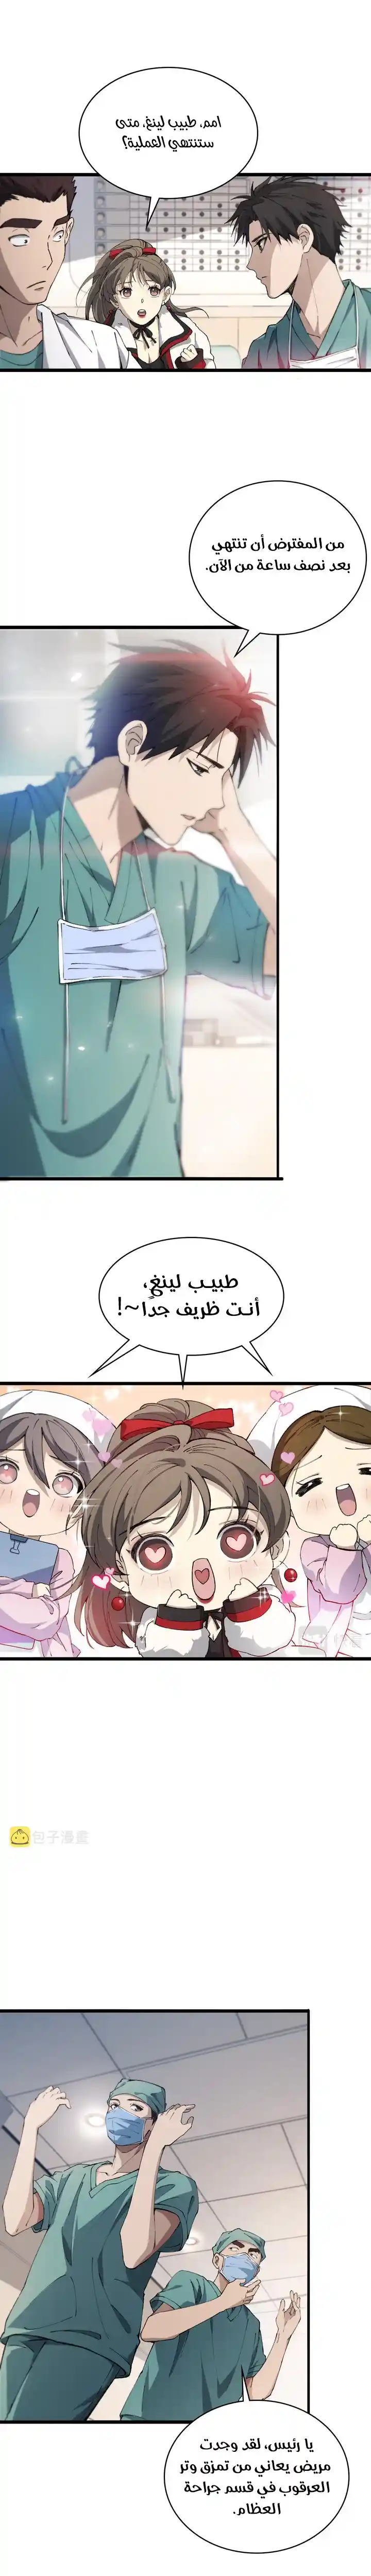 امم، طبيب لينغ، متى
ستنتهي العملية؟
من المفترض أن تنتهي
بعد نصف ساعة من الآن.
طبيب لينغ،
أنت ظريف جدًا~!
包子漫畫
يا رئيس، لقد وجدت
مريض يعاني من تمزق وتر
العرقوب في قسم جراحة
العظام.